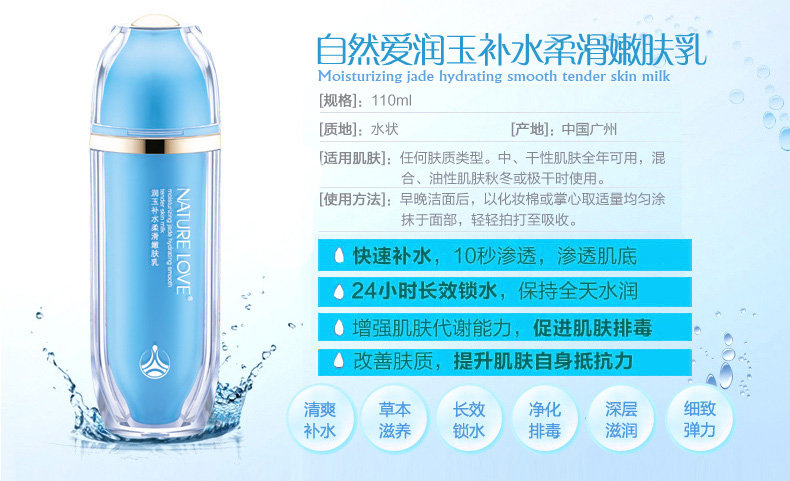 自然爱润玉补水柔滑嫩肤乳
Moisturizing jade hydrating smooth tender skin milk
[规格]：110ml
[质地]：水状 [产地]：中国广州
[适用肌肤]：任何肤质类型。中、干性肌肤全年可用，混
合、油性肌肤秋冬或极干时使用。
[使用方法]：早晚洁面后，以化妆棉或掌心取适量均匀涂
抹于面部，轻轻拍打至吸收。
快速补水，10秒渗透，渗透肌底
24小时长效锁水，保持全天水润
增强肌肤代谢能力，促进肌肤排毒
改善肤质，提升肌肤自身抵抗力
清爽
补水
草本
滋养
长效
锁水
净化
排毒
深层
滋润
细致
弹力
NATURE LOVE®
moisturizing jade hydrating smooth
tender skin milk
润玉补水柔滑嫩肤乳